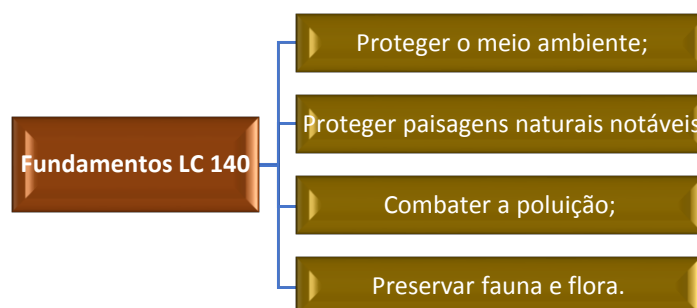 Fundamentos LC 140
Proteger o meio ambiente;
Proteger paisagens naturais notáveis
Combater a poluição;
Preservar fauna e flora.